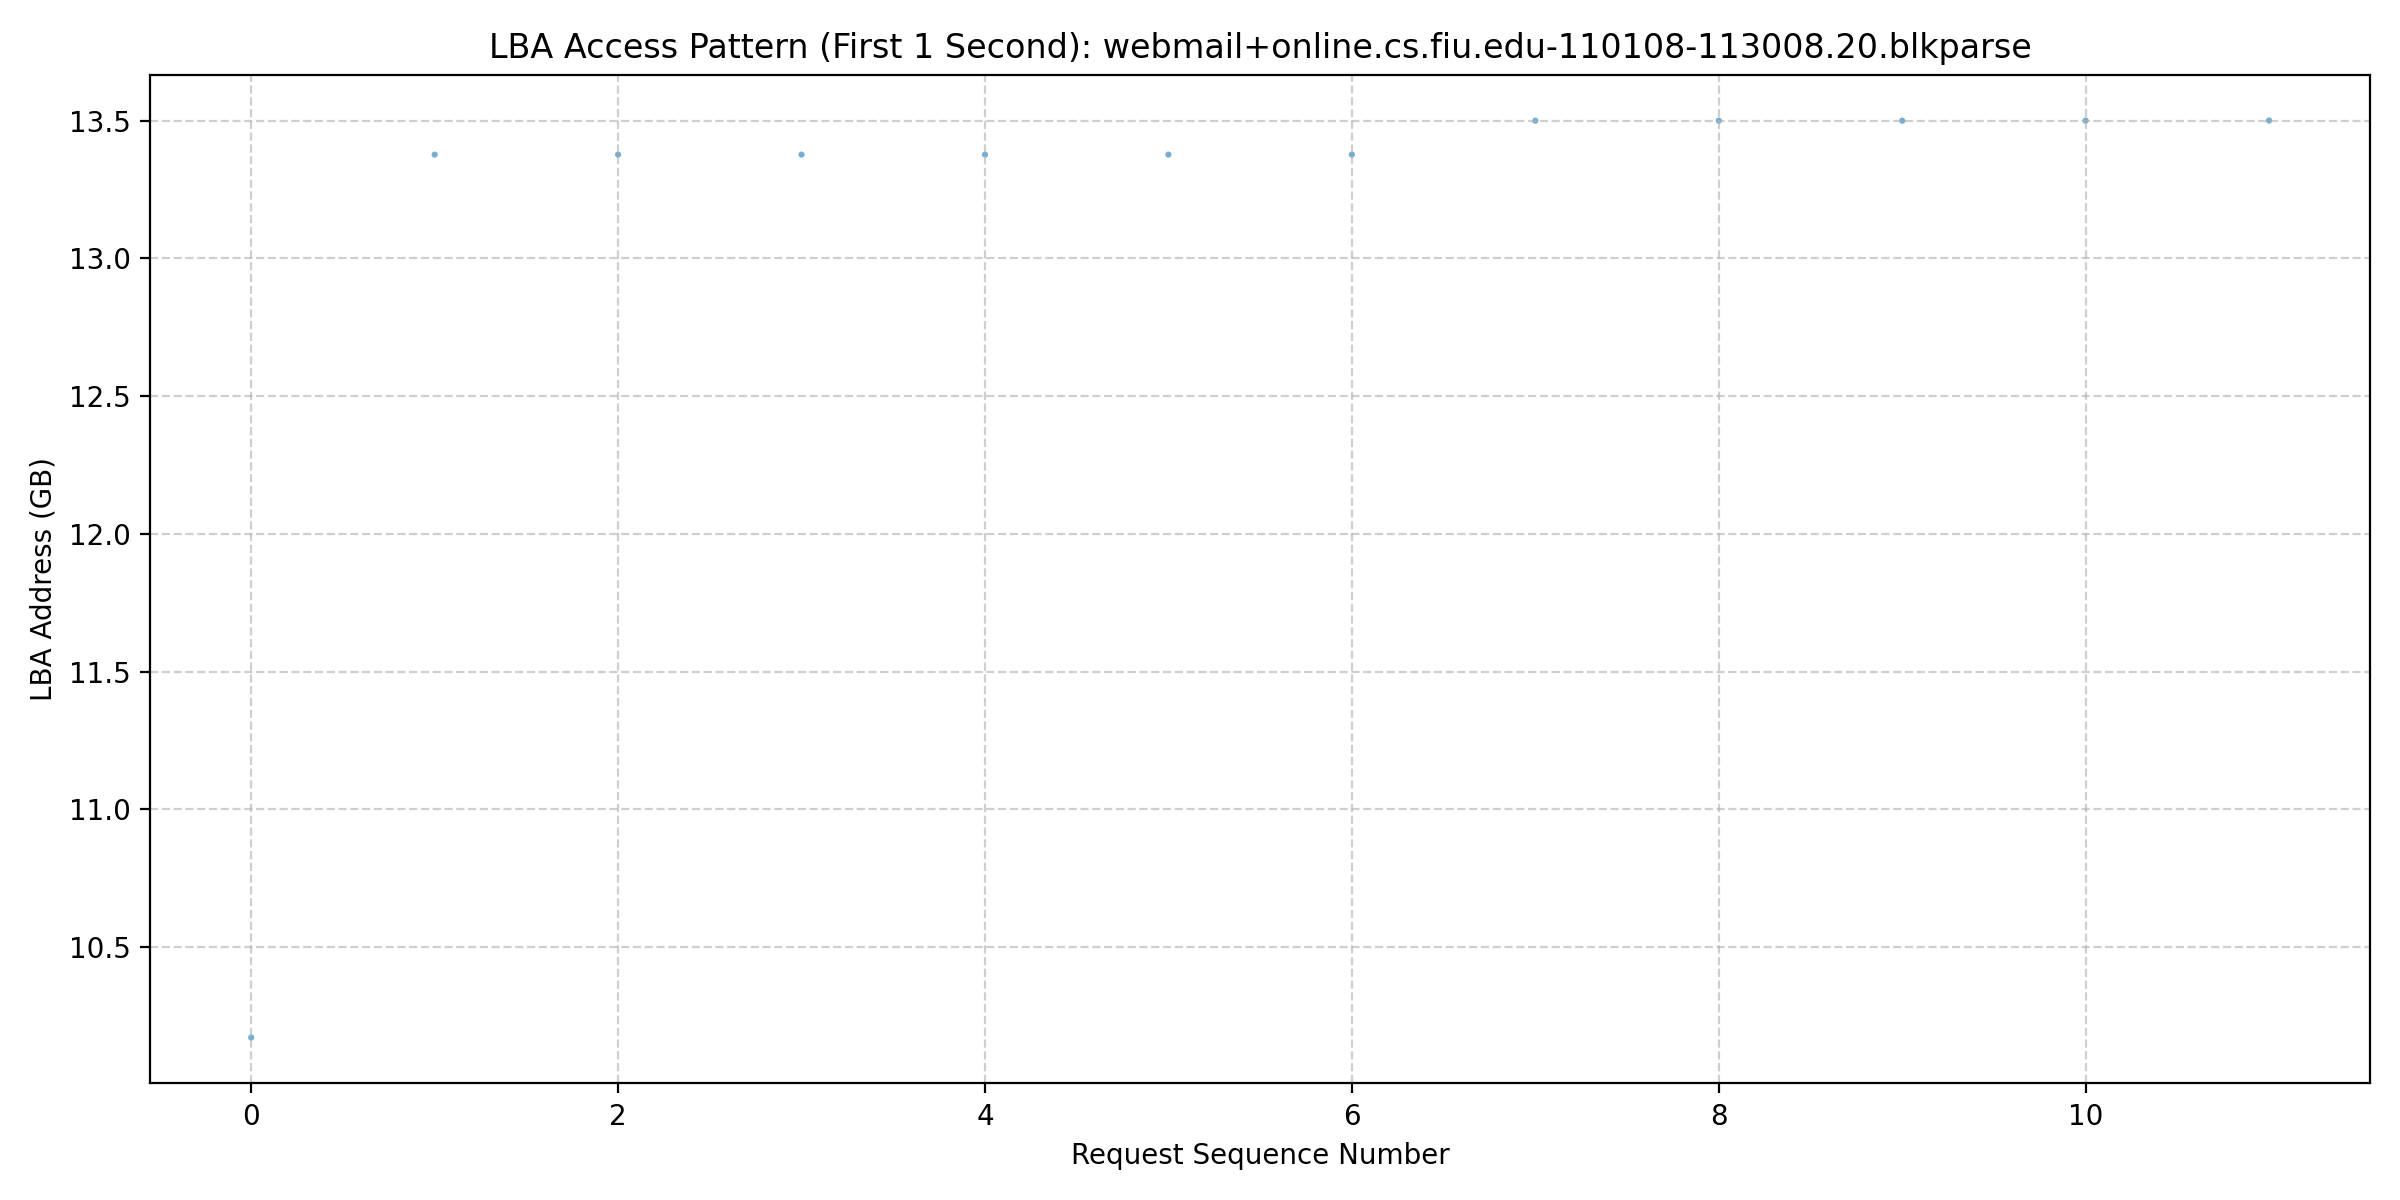 LBA Access Pattern (First 1 Second): webmail+online.cs.fiu.edu-110108-113008.20.blkparse
LBA Address (GB)
13.5
13.0
12.5
12.0
11.5
11.0
10.5
0 2 4 6 8 10
Request Sequence Number